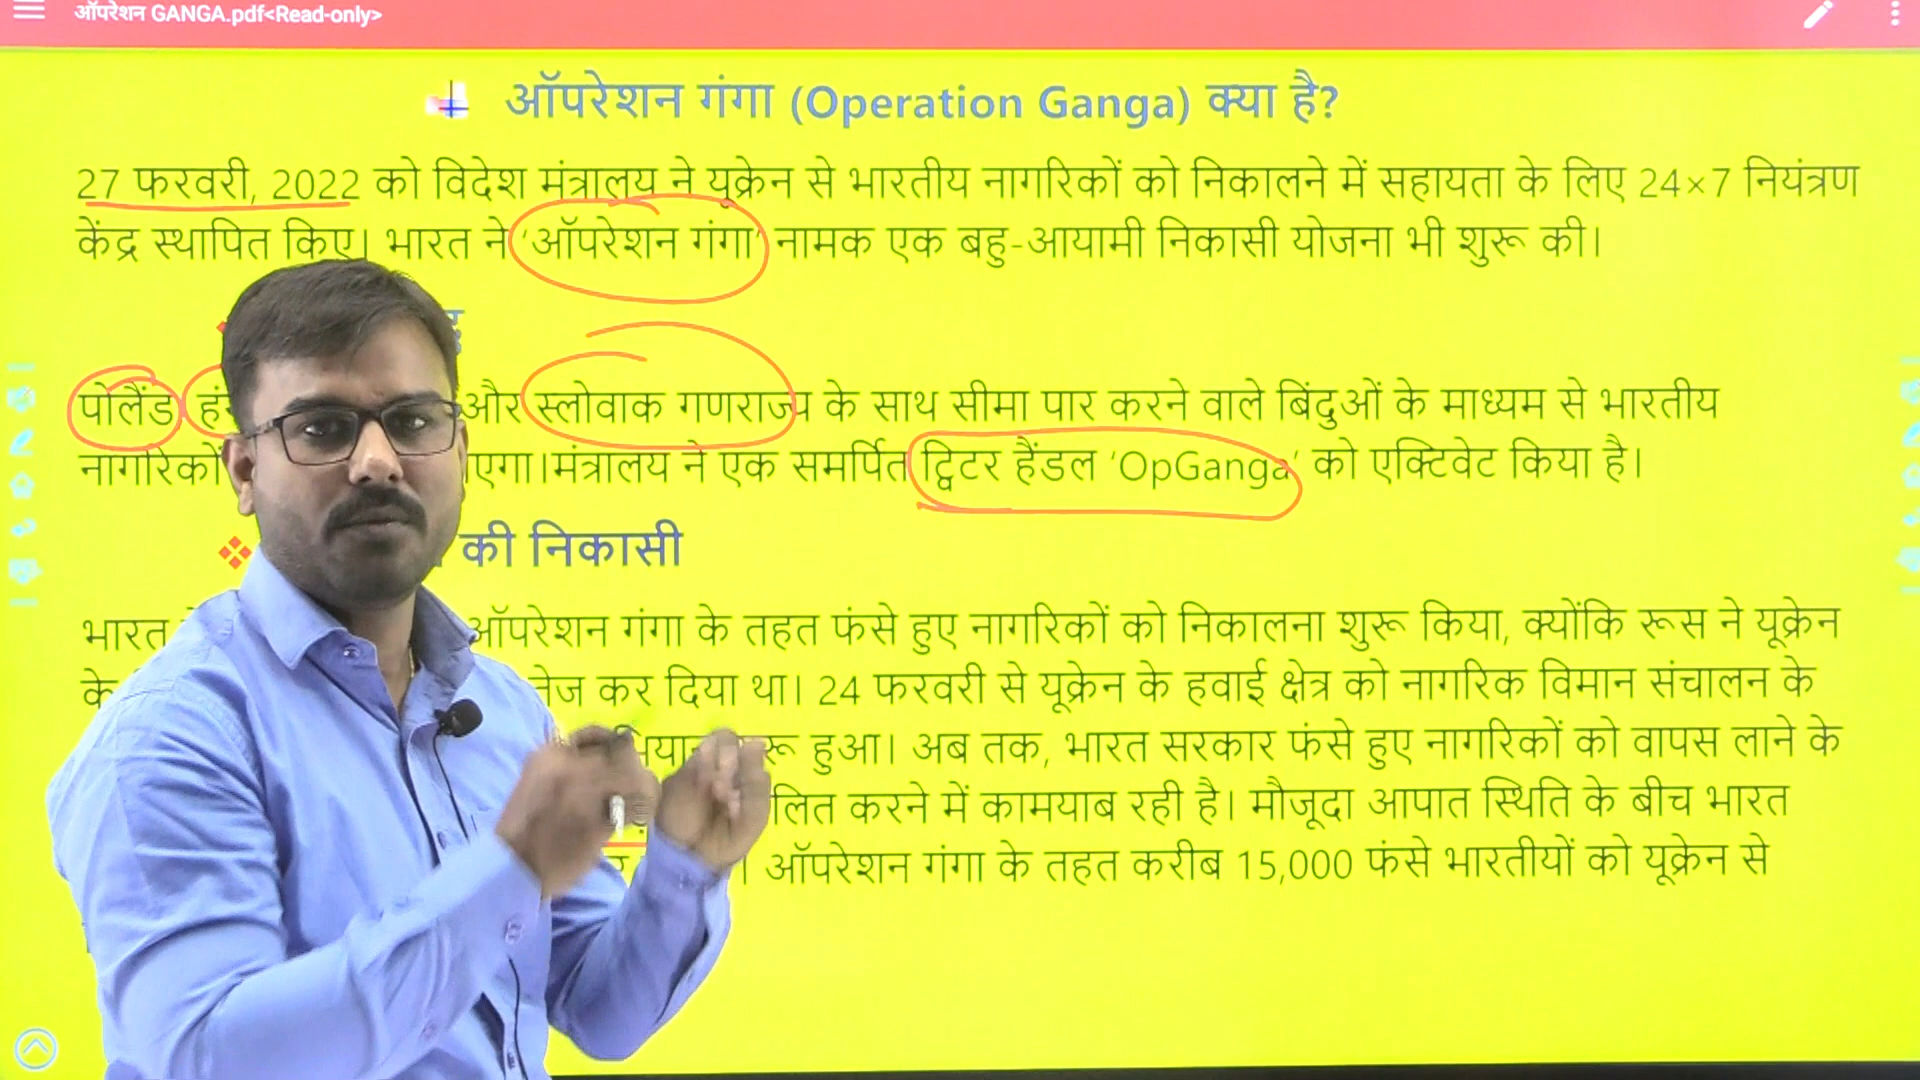 ऑपरेशन GANGA.pdf<Read-only>
ऑपरेशन गंगा (Operation Ganga) क्या है?
27 फरवरी, 2022 को विदेश मंत्रालय ने यूक्रेन से भारतीय नागरिकों को निकालने में सहायता के लिए 24×7 नियंत्रण
केंद्र स्थापित किए। भारत ने ‘ऑपरेशन गंगा’ नामक एक बहु-आयामी निकासी योजना भी शुरू की।
पोलैंड और स्लोवाक गणराज्य के साथ सीमा पार करने वाले बिंदुओं के माध्यम से भारतीय
नागरिकों मंत्रालय ने एक समर्पित ट्विटर हैंडल ‘OpGanga’ को एक्टिवेट किया है।
की निकासी
भारत ऑपरेशन गंगा के तहत फंसे हुए नागरिकों को निकालना शुरू किया, क्योंकि रूस ने यूक्रेन
के कर दिया था। 24 फरवरी से यूक्रेन के हवाई क्षेत्र को नागरिक विमान संचालन के
हुआ। अब तक, भारत सरकार फंसे हुए नागरिकों को वापस लाने के
करने में कामयाब रही है। मौजूदा आपात स्थिति के बीच भारत
ऑपरेशन गंगा के तहत करीब 15,000 फंसे भारतीयों को यूक्रेन से